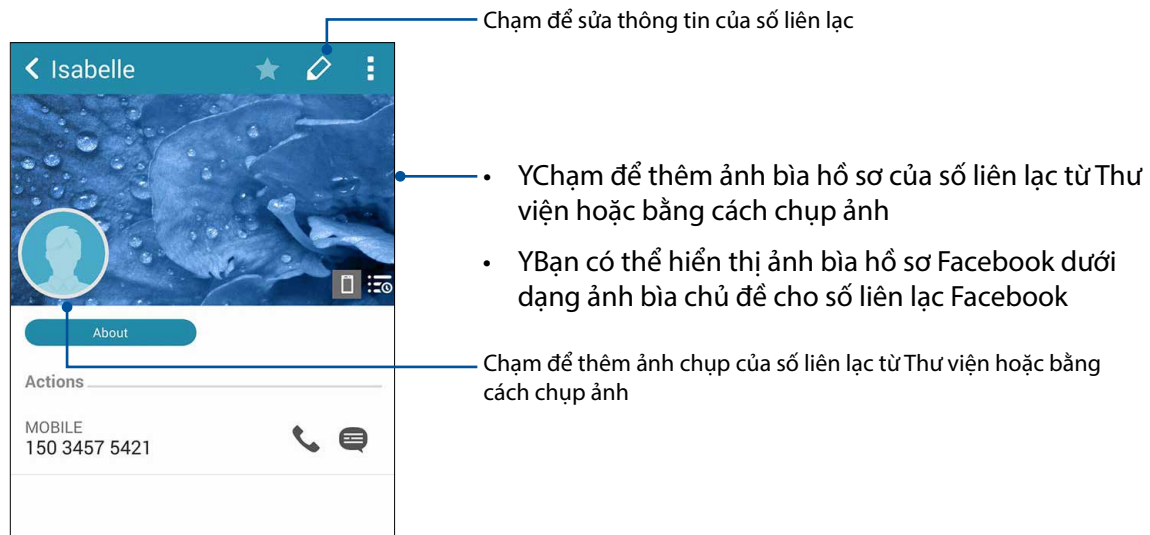 Chạm để sửa thông tin của số liên lạc
Isabelle
• YChạm để thêm ảnh bìa hồ sơ của số liên lạc từ Thư
viện hoặc bằng cách chụp ảnh
• YBạn có thể hiển thị ảnh bìa hồ sơ Facebook dưới
dạng ảnh bìa chủ đề cho số liên lạc Facebook
About
Chạm để thêm ảnh chụp của số liên lạc từ Thư viện hoặc bằng
cách chụp ảnh
Actions
MOBILE
150 3457 5421